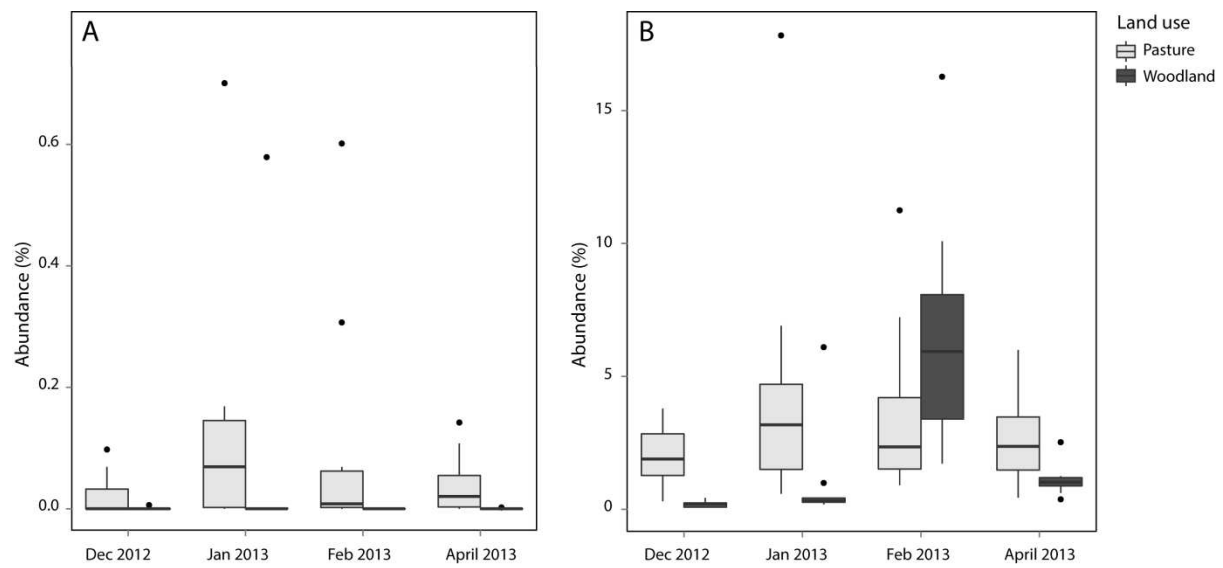 A
Abundance (%)
0.6
0.4
0.2
0.0
Dec 2012 Jan 2013 Feb 2013 April 2013
B
Abundance (%)
15
10
5
0
Dec 2012 Jan 2013 Feb 2013 April 2013
Land use
Pasture
Woodland